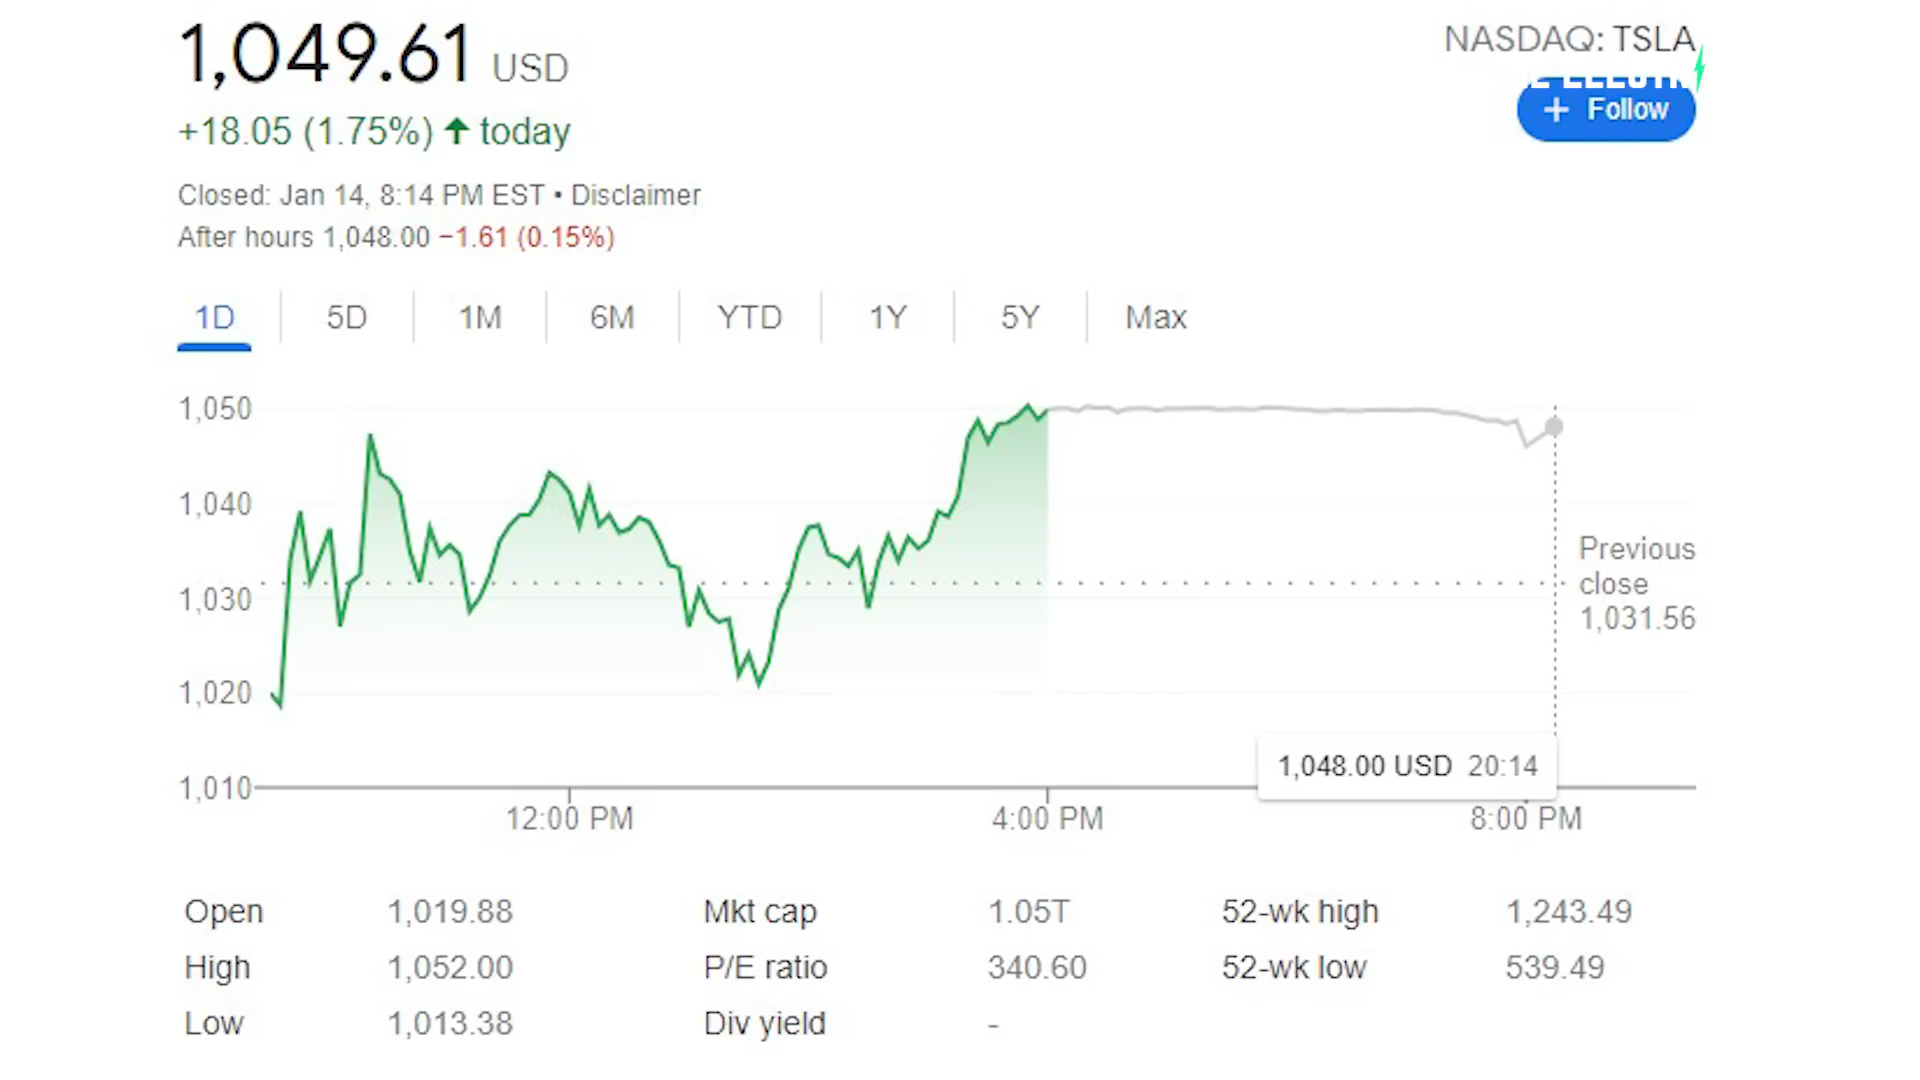 1,049.61 USD
NASDAQ: TSLA
+ Follow
+18.05 (1.75%) ↑ today
Closed: Jan 14, 8:14 PM EST • Disclaimer
After hours 1,048.00 −1.61 (0.15%)
1D 5D 1M 6M YTD 1Y 5Y Max
1,050
1,040
1,030
1,020
1,010
Previous
close
1,031.56
1,048.00 USD 20:14
12:00 PM 4:00 PM 8:00 PM
Open 1,019.88 Mkt cap 1.05T 52-wk high 1,243.49
High 1,052.00 P/E ratio 340.60 52-wk low 539.49
Low 1,013.38 Div yield -